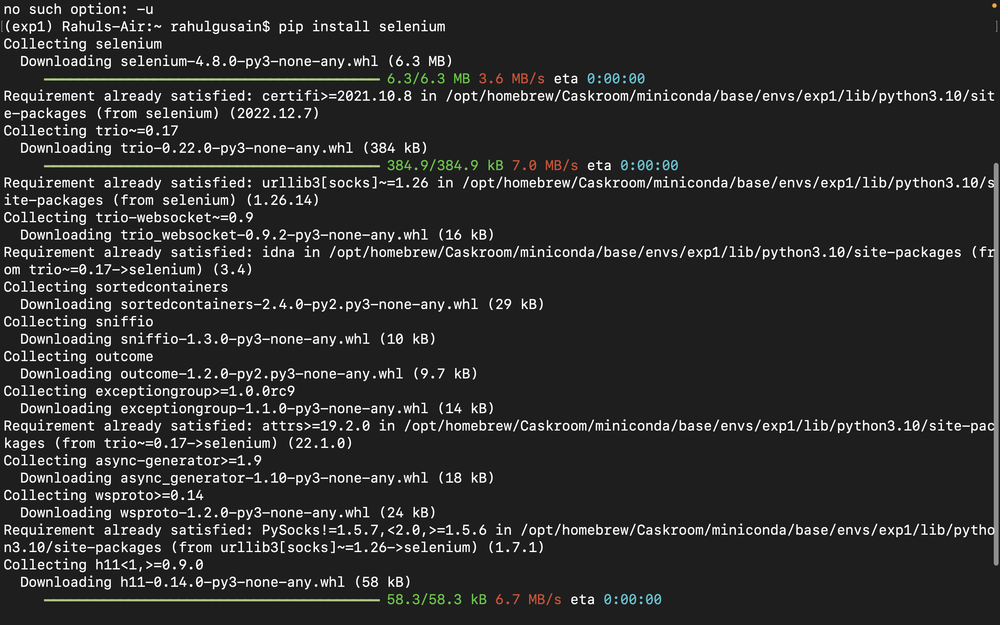 no such option: -u
[(exp1) Rahuls-Air:~ rahulgusain$ pip install selenium ]
Collecting selenium
  Downloading selenium-4.8.0-py3-none-any.whl (6.3 MB)
     ━━━━━━━━━━━━━━━━━━━━━━━━━━━━━━━━━━━━━━━━ 6.3/6.3 MB 3.6 MB/s eta 0:00:00
Requirement already satisfied: certifi>=2021.10.8 in /opt/homebrew/Caskroom/miniconda/base/envs/exp1/lib/python3.10/sit
e-packages (from selenium) (2022.12.7)
Collecting trio~=0.17
  Downloading trio-0.22.0-py3-none-any.whl (384 kB)
     ━━━━━━━━━━━━━━━━━━━━━━━━━━━━━━━━━━━━━━━━ 384.9/384.9 kB 7.0 MB/s eta 0:00:00
Requirement already satisfied: urllib3[socks]~=1.26 in /opt/homebrew/Caskroom/miniconda/base/envs/exp1/lib/python3.10/s
ite-packages (from selenium) (1.26.14)
Collecting trio-websocket~=0.9
  Downloading trio_websocket-0.9.2-py3-none-any.whl (16 kB)
Requirement already satisfied: idna in /opt/homebrew/Caskroom/miniconda/base/envs/exp1/lib/python3.10/site-packages (fr
om trio~=0.17->selenium) (3.4)
Collecting sortedcontainers
  Downloading sortedcontainers-2.4.0-py2.py3-none-any.whl (29 kB)
Collecting sniffio
  Downloading sniffio-1.3.0-py3-none-any.whl (10 kB)
Collecting outcome
  Downloading outcome-1.2.0-py2.py3-none-any.whl (9.7 kB)
Collecting exceptiongroup>=1.0.0rc9
  Downloading exceptiongroup-1.1.0-py3-none-any.whl (14 kB)
Requirement already satisfied: attrs>=19.2.0 in /opt/homebrew/Caskroom/miniconda/base/envs/exp1/lib/python3.10/site-pac
kages (from trio~=0.17->selenium) (22.1.0)
Collecting async-generator>=1.9
  Downloading async_generator-1.10-py3-none-any.whl (18 kB)
Collecting wsproto>=0.14
  Downloading wsproto-1.2.0-py3-none-any.whl (24 kB)
Requirement already satisfied: PySocks!=1.5.7,<2.0,>=1.5.6 in /opt/homebrew/Caskroom/miniconda/base/envs/exp1/lib/pytho
n3.10/site-packages (from urllib3[socks]~=1.26->selenium) (1.7.1)
Collecting h11<1,>=0.9.0
  Downloading h11-0.14.0-py3-none-any.whl (58 kB)
     ━━━━━━━━━━━━━━━━━━━━━━━━━━━━━━━━━━━━━━━━ 58.3/58.3 kB 6.7 MB/s eta 0:00:00